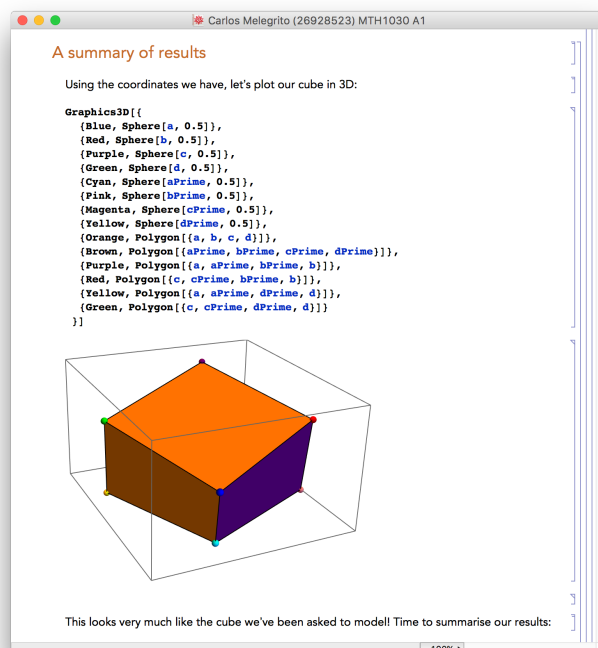 Carlos Melegrito (26928523) MTH1030 A1
A summary of results
Using the coordinates we have, let's plot our cube in 3D:
Graphics3D[{
{Blue, Sphere[a, 0.5]},
{Red, Sphere[b, 0.5]},
{Purple, Sphere[c, 0.5]},
{Green, Sphere[d, 0.5]},
{Cyan, Sphere[aPrime, 0.5]},
{Pink, Sphere[bPrime, 0.5]},
{Magenta, Sphere[cPrime, 0.5]},
{Yellow, Sphere[dPrime, 0.5]},
{Orange, Polygon[{a, b, c, d}]},
{Brown, Polygon[{aPrime, bPrime, cPrime, dPrime}]},
{Purple, Polygon[{a, aPrime, bPrime, b}]},
{Red, Polygon[{c, cPrime, bPrime, b}]},
{Yellow, Polygon[{a, aPrime, dPrime, d}]},
{Green, Polygon[{c, cPrime, dPrime, d}]}
}]
This looks very much like the cube we've been asked to model! Time to summarise our results:
100%